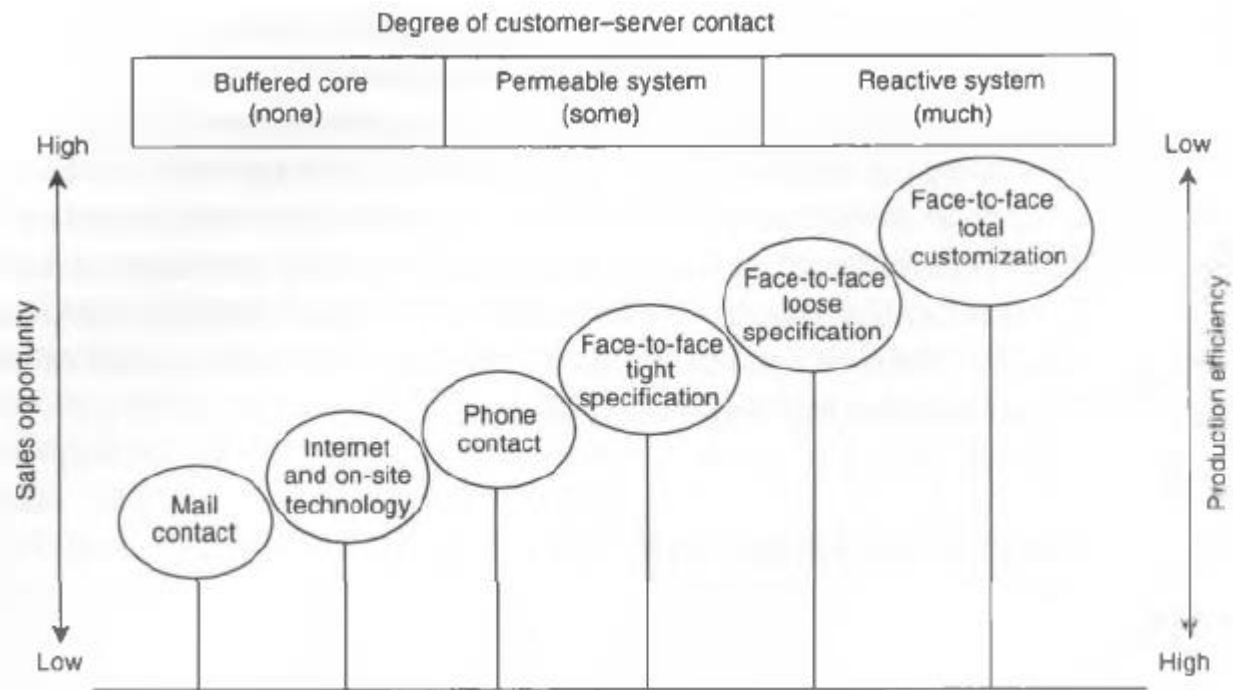 Degree of customer–server contact
Buffered core
(none)
Permeable system
(some)
Reactive system
(much)
High
Low
Sales opportunity
Production efficiency
Mail
contact
Internet
and on-site
technology
Phone
contact
Face-to-face
tight
specification
Face-to-face
loose
specification
Face-to-face
total
customization
Low
High